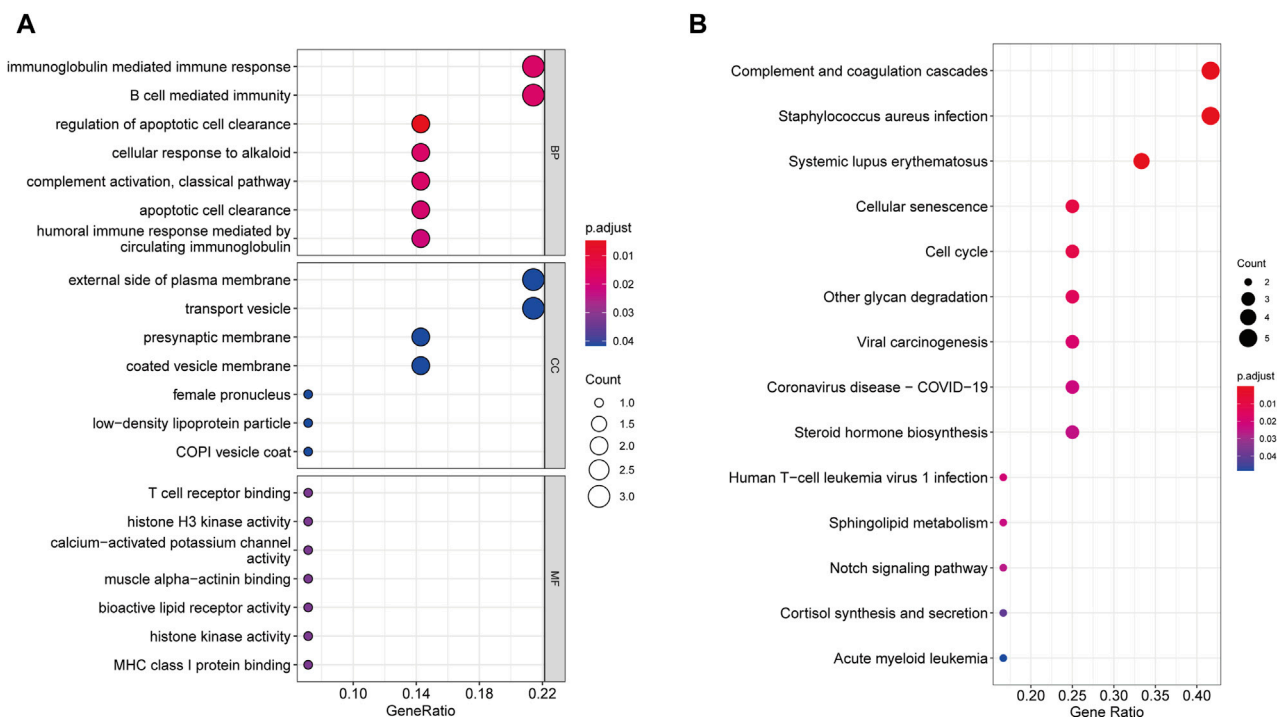 A
immunoglobulin mediated immune response
B cell mediated immunity
regulation of apoptotic cell clearance
cellular response to alkaloid
complement activation, classical pathway
apoptotic cell clearance
humoral immune response mediated by
circulating immunoglobulin
BP
external side of plasma membrane
transport vesicle
presynaptic membrane
coated vesicle membrane
female pronucleus
low−density lipoprotein particle
COPI vesicle coat
CC
T cell receptor binding
histone H3 kinase activity
calcium−activated potassium channel
activity
muscle alpha−actinin binding
bioactive lipid receptor activity
histone kinase activity
MHC class I protein binding
MF
0.10 0.14 0.18 0.22
GeneRatio
p.adjust
0.01
0.02
0.03
0.04
Count
1.0
1.5
2.0
2.5
3.0
B
Complement and coagulation cascades
Staphylococcus aureus infection
Systemic lupus erythematosus
Cellular senescence
Cell cycle
Other glycan degradation
Viral carcinogenesis
Coronavirus disease − COVID−19
Steroid hormone biosynthesis
Human T−cell leukemia virus 1 infection
Sphingolipid metabolism
Notch signaling pathway
Cortisol synthesis and secretion
Acute myeloid leukemia
0.20 0.25 0.30 0.35 0.40
Gene Ratio
Count
2
3
4
5
p.adjust
0.01
0.02
0.03
0.04